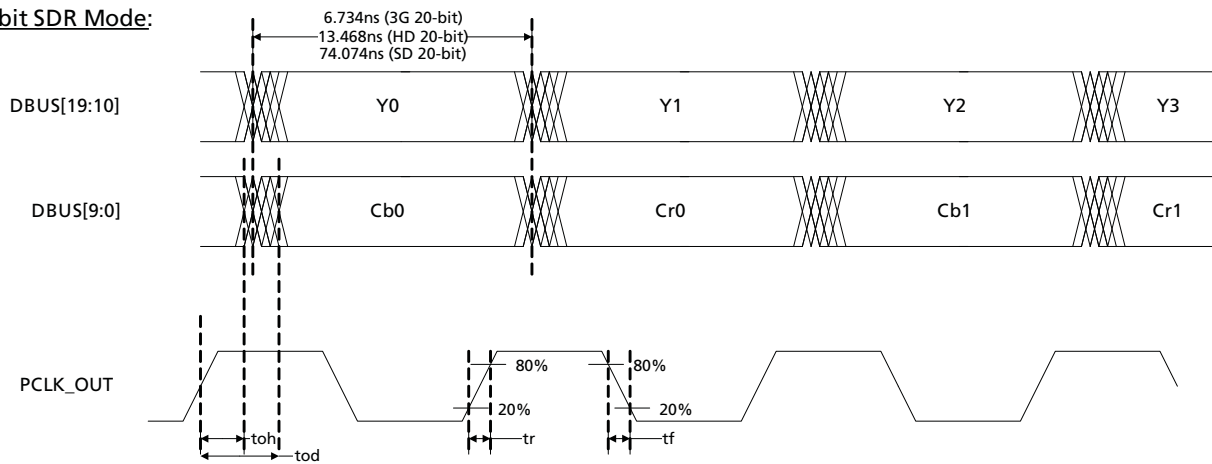 bit SDR Mode:
6.734ns (3G 20-bit)
13.468ns (HD 20-bit)
74.074ns (SD 20-bit)
DBUS[19:10]
Y0
Y1
Y2
Y3
DBUS[9:0]
Cb0
Cr0
Cb1
Cr1
PCLK_OUT
80%
80%
20%
20%
toh
tod
tr
tf